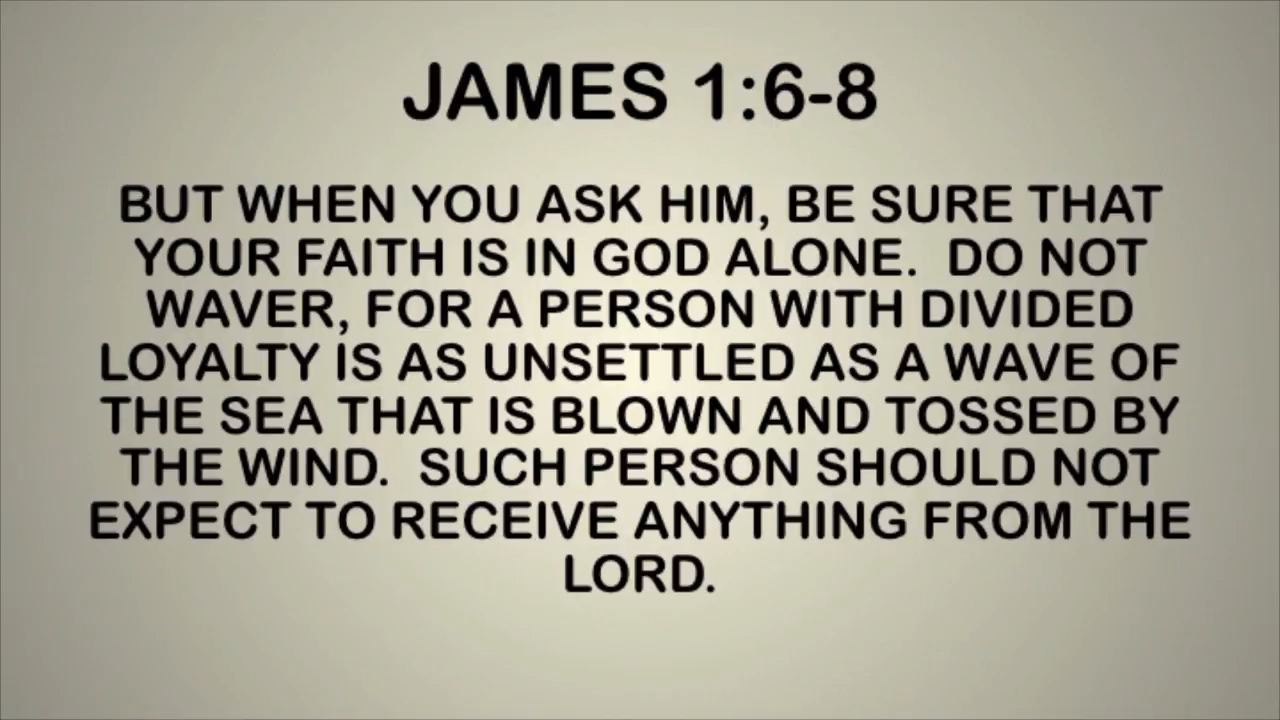 JAMES 1:6-8
BUT WHEN YOU ASK HIM, BE SURE THAT
YOUR FAITH IS IN GOD ALONE.  DO NOT
WAVER, FOR A PERSON WITH DIVIDED
LOYALTY IS AS UNSETTLED AS A WAVE OF
THE SEA THAT IS BLOWN AND TOSSED BY
THE WIND.  SUCH PERSON SHOULD NOT
EXPECT TO RECEIVE ANYTHING FROM THE
LORD.